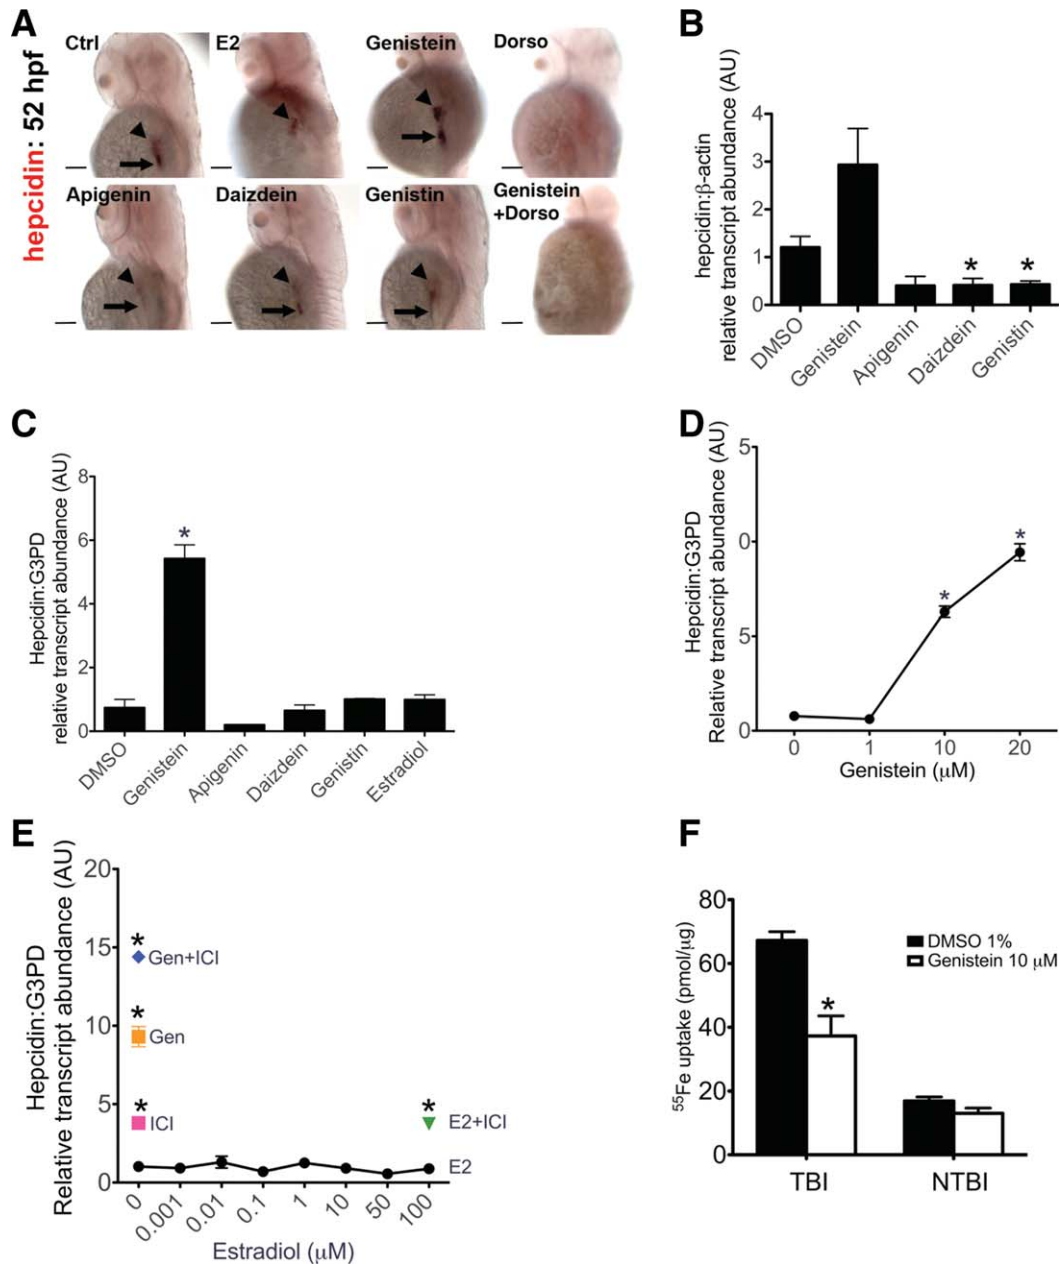 A
hepcidin: 52 hpf
Ctrl
E2
Genistein
Dorso
Apigenin
Daizdein
Genistin
Genistein
+Dorso
B
hepcidin:β-actin
relative transcript abundance (AU)
4
3
2
1
0
*
*
DMSO
Genistein
Apigenin
Daizdein
Genistin
C
Hepcidin:G3PD
relative transcript abundance (AU)
8
6
4
2
0
*
DMSO
Genistein
Apigenin
Daizdein
Genistin
Estradiol
D
Hepcidin:G3PD
Relative transcript abundance (AU)
5
0
5
0
*
*
0
1
10
20
Genistein (μM)
E
Hepcidin:G3PD
Relative transcript abundance (AU)
20
15
10
5
0
*
Gen+ICI
*
Gen
*
ICI
*
E2+ICI
E2
0
0.001
0.01
0.1
1
10
50
100
Estradiol (μM)
F
55Fe uptake (pmol/μg)
80
60
40
20
0
DMSO 1%
Genistein 10 μM
*
TBI
NTBI